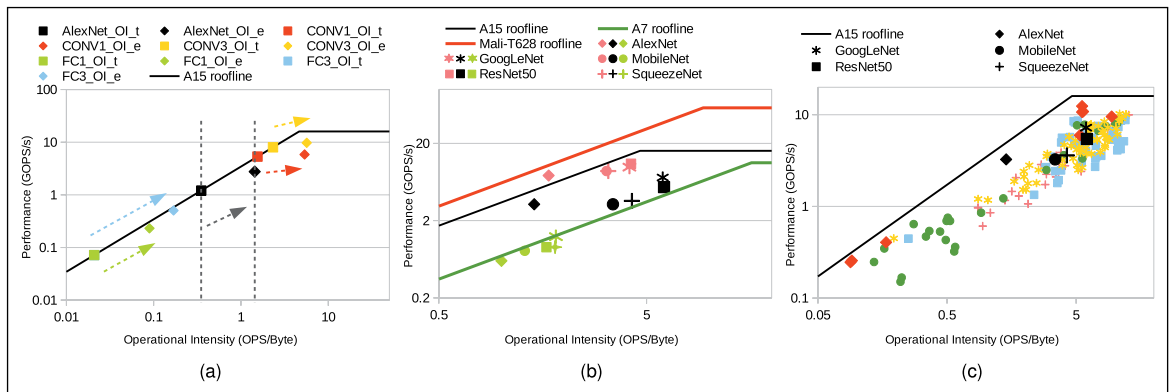 AlexNet_OI_t AlexNet_OI_e CONV1_OI_t
CONV1_OI_e CONV3_OI_t CONV3_OI_e
FC1_OI_t FC1_OI_e FC3_OI_t
FC3_OI_e A15 roofline
Performance (GOPS/s)
100
10
1
0.1
0.01
0.01 0.1 1 10
Operational Intensity (OPS/Byte)
(a)
A15 roofline A7 roofline
Mali-T628 roofline AlexNet
GoogLeNet MobileNet
ResNet50 SqueezeNet
Performance (GOPS/s)
20
2
0.2
0.5 5
Operational Intensity (OPS/Byte)
(b)
A15 roofline AlexNet
GoogLeNet MobileNet
ResNet50 SqueezeNet
Performance (GOPS/s)
10
1
0.1
0.05 0.5 5
Operational Intensity (OPS/Byte)
(c)